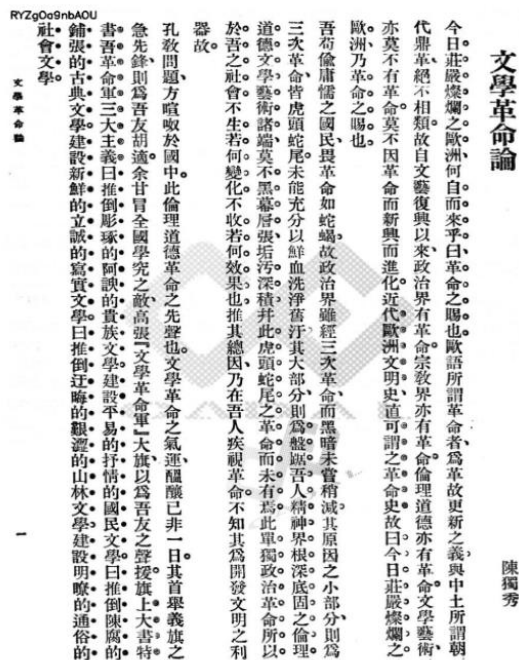 RYZgOa9nbAOU
文學革命論
陳獨秀
今日莊嚴燦爛之歐洲何自而來乎曰革命之賜也。歐語所謂革命者爲革故更新之義與中土所謂朝
代鼎革絕不相類故自文藝復興以來政治界有革命宗敎界亦有革命倫理道德亦有革命文學藝術
亦莫不有革命莫不因革命而新興而進化近代歐洲文明史直可謂之革命史故曰今日莊嚴燦爛之
歐洲乃革命之賜也。
吾苟偷庸懦之國民畏革命如蛇蝎故政治界雖經三次革命而黑暗未嘗稍減其原因之小部分則爲
三次革命皆虎頭蛇尾未能充分以鮮血洗淨舊汚其大部分則爲盤踞吾人精神界根深底固之倫理
道德文學藝術諸端莫不黑幕層張垢汚深積幷此虎頭蛇尾之革命而未有焉此單獨政治革命所以
於吾之社會不生若何變化不收若何效果也推其總因乃在吾人疾視革命不知其爲開發文明之利
器故。
孔敎問題方喧呶於國中此倫理道德革命之先聲也文學革命之氣運醞釀已非一日其首舉義旗之
急先鋒則爲吾友胡適余甘冒全國學究之敵高張「文學革命軍」大旗以爲吾友之聲援旗上大書特
書吾革命軍三大主義曰推倒彫琢的阿諛的貴族文學建設平易的抒情的國民文學曰推倒陳腐的
鋪張的古典文學建設新鮮的立誠的寫實文學曰推倒迂晦的艱澀的山林文學建設明瞭的通俗的
社會文學。
文學革命論
一